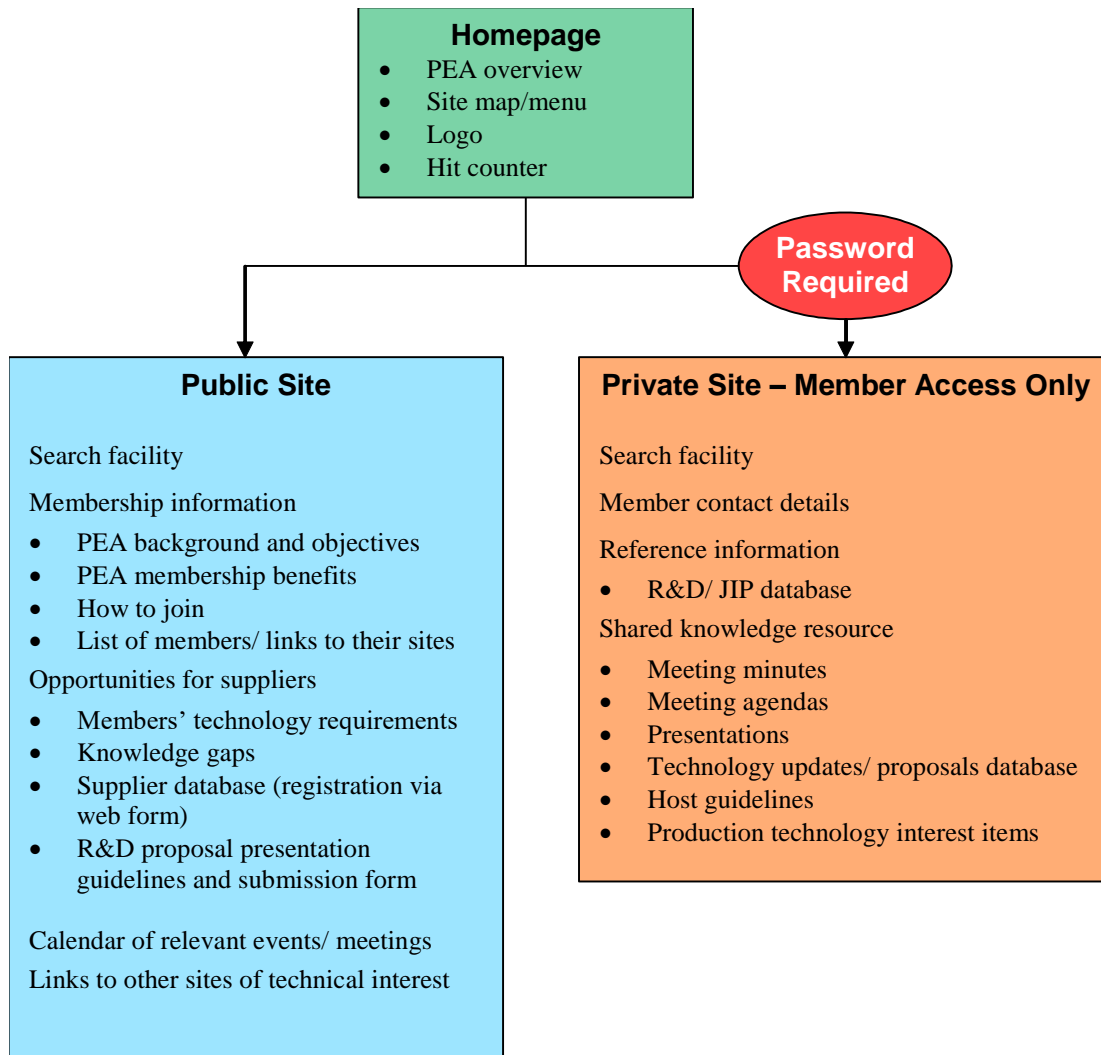 Homepage
• PEA overview
• Site map/menu
• Logo
• Hit counter
Password
Required
Public Site
Search facility
Membership information
• PEA background and objectives
• PEA membership benefits
• How to join
• List of members/ links to their sites
Opportunities for suppliers
• Members’ technology requirements
• Knowledge gaps
• Supplier database (registration via
web form)
• R&D proposal presentation
guidelines and submission form
Calendar of relevant events/ meetings
Links to other sites of technical interest
Private Site – Member Access Only
Search facility
Member contact details
Reference information
• R&D/ JIP database
Shared knowledge resource
• Meeting minutes
• Meeting agendas
• Presentations
• Technology updates/ proposals database
• Host guidelines
• Production technology interest items